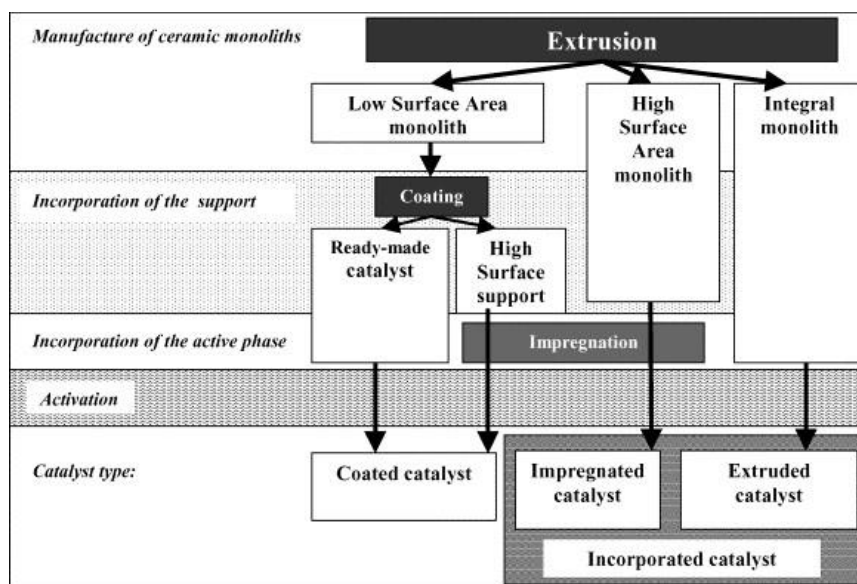 Manufacture of ceramic monoliths
Extrusion
Low Surface Area
monolith
High
Surface
Area
monolith
Integral
monolith
Incorporation of the support
Coating
Ready-made
catalyst
High
Surface
support
Incorporation of the active phase
Impregnation
Activation
Catalyst type:
Coated catalyst
Impregnated
catalyst
Extruded
catalyst
Incorporated catalyst